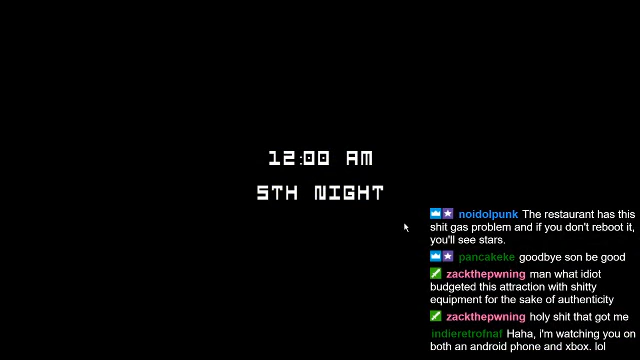 12:00 AM
5TH NIGHT
noidolpunk The restaurant has this
shit gas problem and if you don't reboot it,
you'll see stars.
pancakeke goodbye son be good
zackthepwning man what idiot
budgeted this attraction with shitty
equipment for the sake of authenticity
zackthepwning holy shit that got me
indieretrofnaf Haha, i'm watching you on
both an android phone and xbox. lol